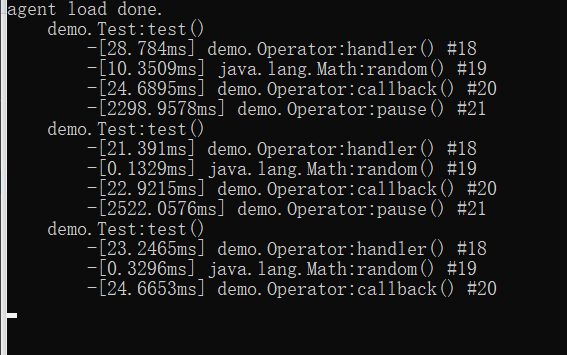 agent load done.
demo.Test:test()
-[28.784ms] demo.Operator:handler() #18
-[10.3509ms] java.lang.Math:random() #19
-[24.6895ms] demo.Operator:callback() #20
-[2298.9578ms] demo.Operator:pause() #21
demo.Test:test()
-[21.391ms] demo.Operator:handler() #18
-[0.1329ms] java.lang.Math:random() #19
-[22.9215ms] demo.Operator:callback() #20
-[2522.0576ms] demo.Operator:pause() #21
demo.Test:test()
-[23.2465ms] demo.Operator:handler() #18
-[0.3296ms] java.lang.Math:random() #19
-[24.6653ms] demo.Operator:callback() #20